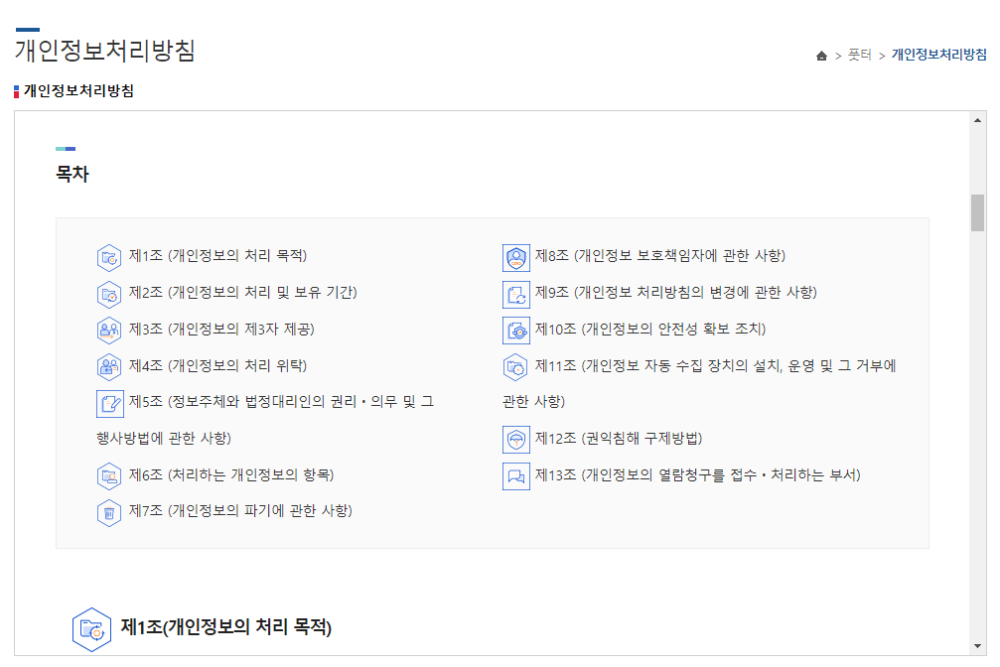 개인정보처리방침
> 풋터 > 개인정보처리방침
개인정보처리방침
목차
제1조 (개인정보의 처리 목적)
제2조 (개인정보의 처리 및 보유 기간)
제3조 (개인정보의 제3자 제공)
제4조 (개인정보의 처리 위탁)
제5조 (정보주체와 법정대리인의 권리•의무 및 그
행사방법에 관한 사항)
제6조 (처리하는 개인정보의 항목)
제7조 (개인정보의 파기에 관한 사항)
제8조 (개인정보 보호책임자에 관한 사항)
제9조 (개인정보 처리방침의 변경에 관한 사항)
제10조 (개인정보의 안전성 확보 조치)
제11조 (개인정보 자동 수집 장치의 설치, 운영 및 그 거부에
관한 사항)
제12조 (권익침해 구제방법)
제13조 (개인정보의 열람청구를 접수•처리하는 부서)
제1조(개인정보의 처리 목적)